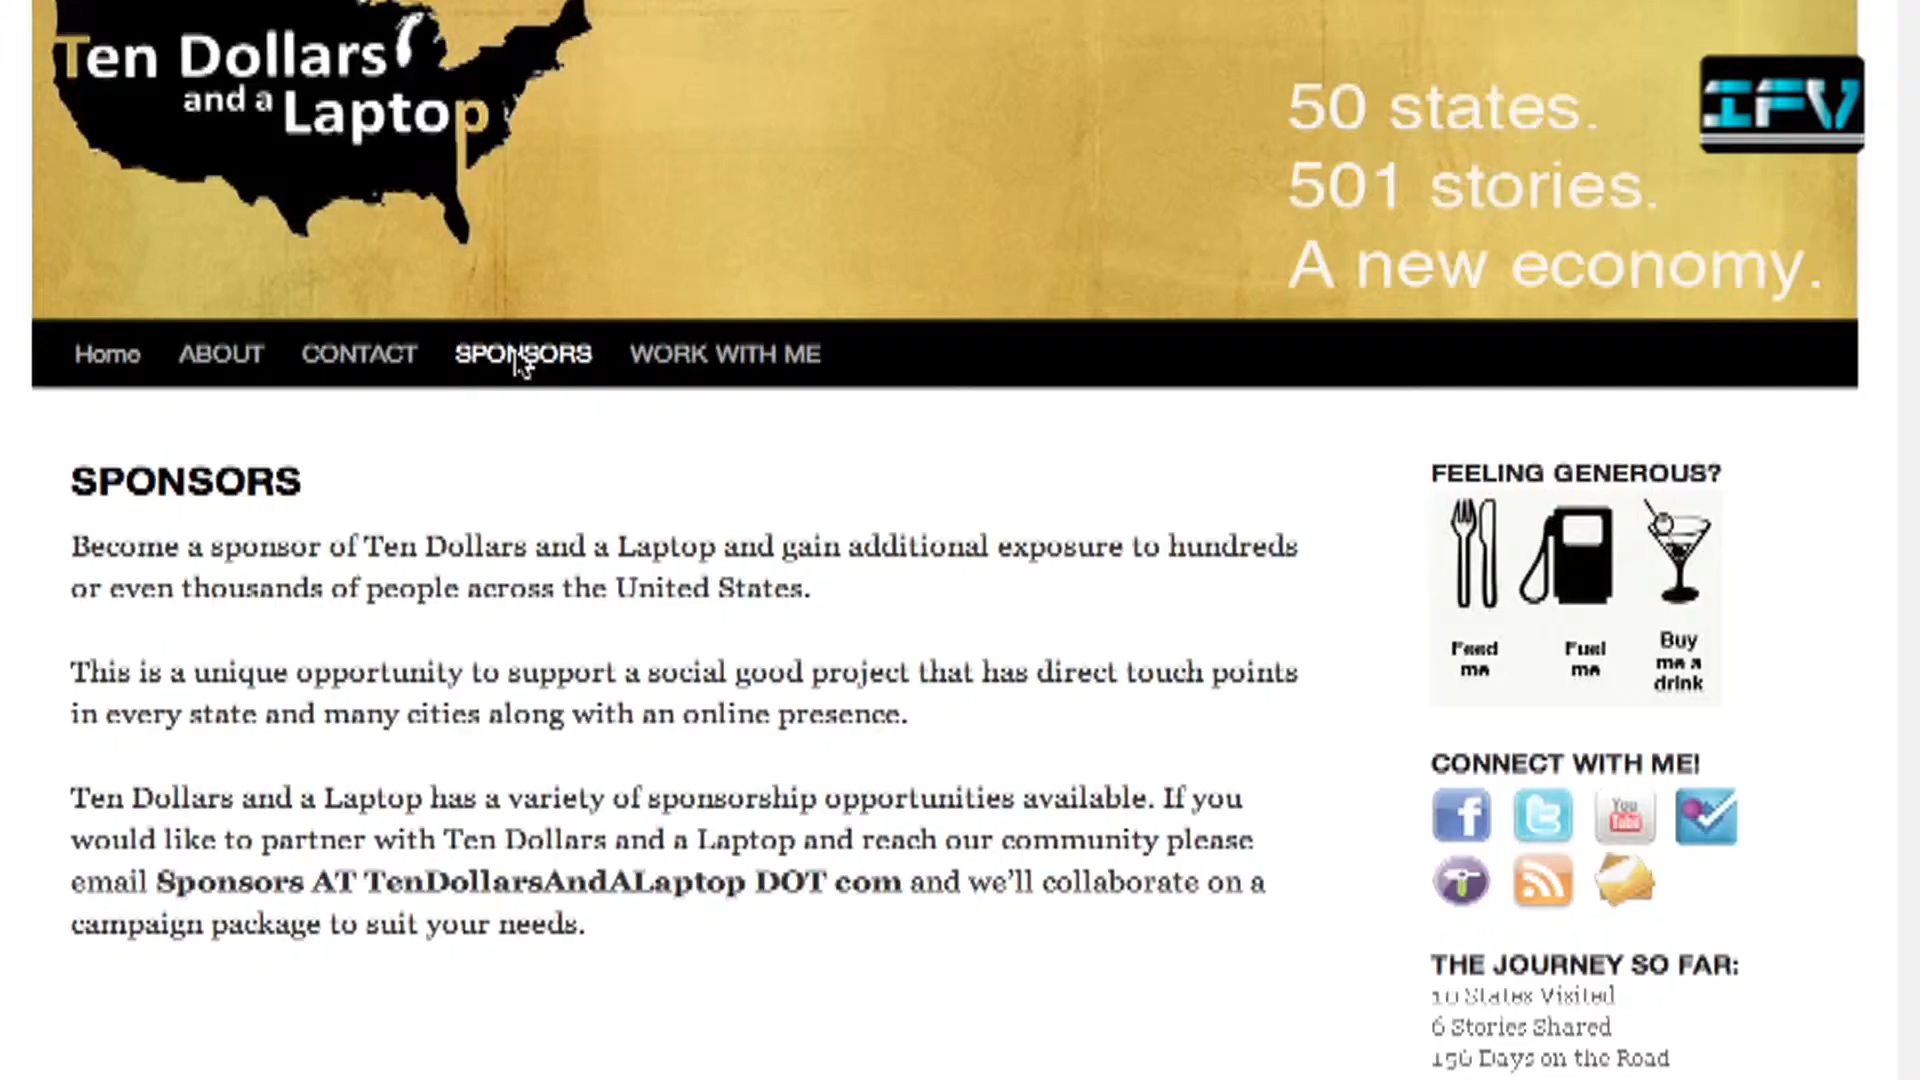 Ten Dollars
and a
Laptop
50 states.
501 stories.
A new economy.
IFV
Home ABOUT CONTACT SPONSORS WORK WITH ME
SPONSORS
Become a sponsor of Ten Dollars and a Laptop and gain additional exposure to hundreds
or even thousands of people across the United States.
This is a unique opportunity to support a social good project that has direct touch points
in every state and many cities along with an online presence.
Ten Dollars and a Laptop has a variety of sponsorship opportunities available. If you
would like to partner with Ten Dollars and a Laptop and reach our community please
email Sponsors AT TenDollarsAndALaptop DOT com and we'll collaborate on a
campaign package to suit your needs.
FEELING GENEROUS?
Feed
me
Fuel
me
Buy
me a
drink
CONNECT WITH ME!
You
Tube
THE JOURNEY SO FAR:
10 States Visited
6 Stories Shared
156 Days on the Road